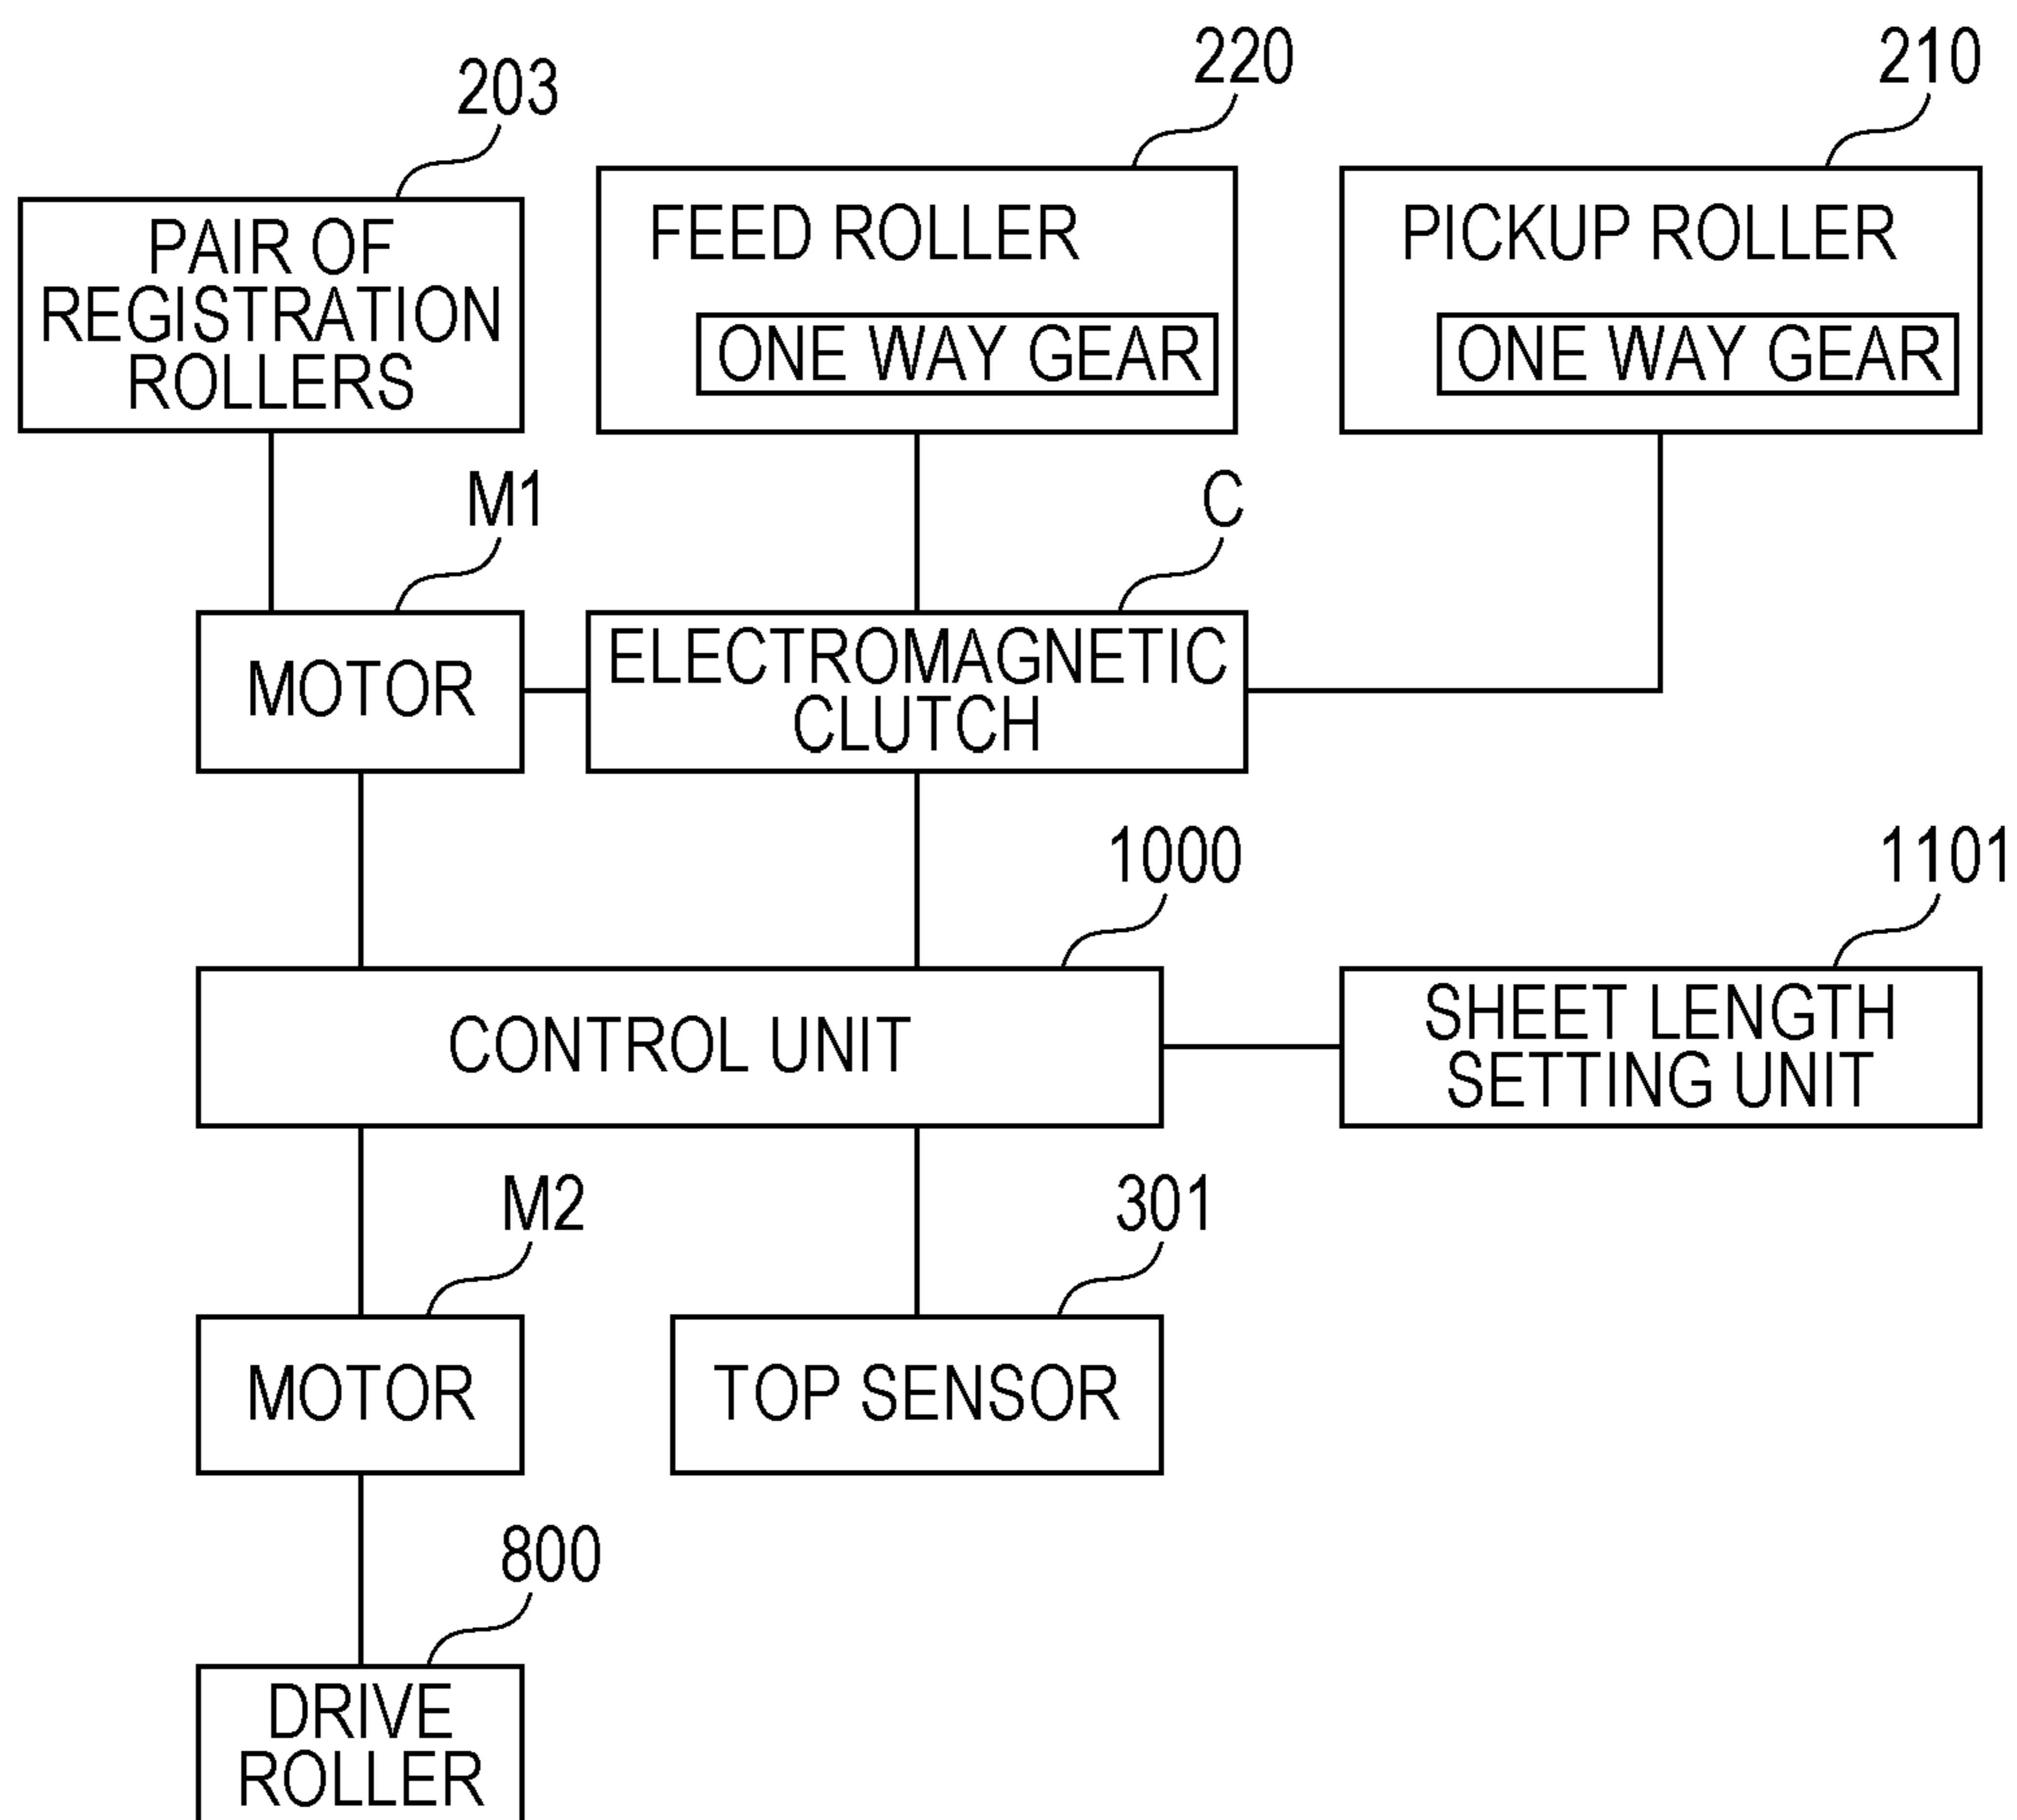 203
220
210
PAIR OF
REGISTRATION
ROLLERS
FEED ROLLER
ONE WAY GEAR
PICKUP ROLLER
ONE WAY GEAR
M1
C
MOTOR
ELECTROMAGNETIC
CLUTCH
1000
1101
CONTROL UNIT
SHEET LENGTH
SETTING UNIT
M2
301
MOTOR
TOP SENSOR
800
DRIVE
ROLLER